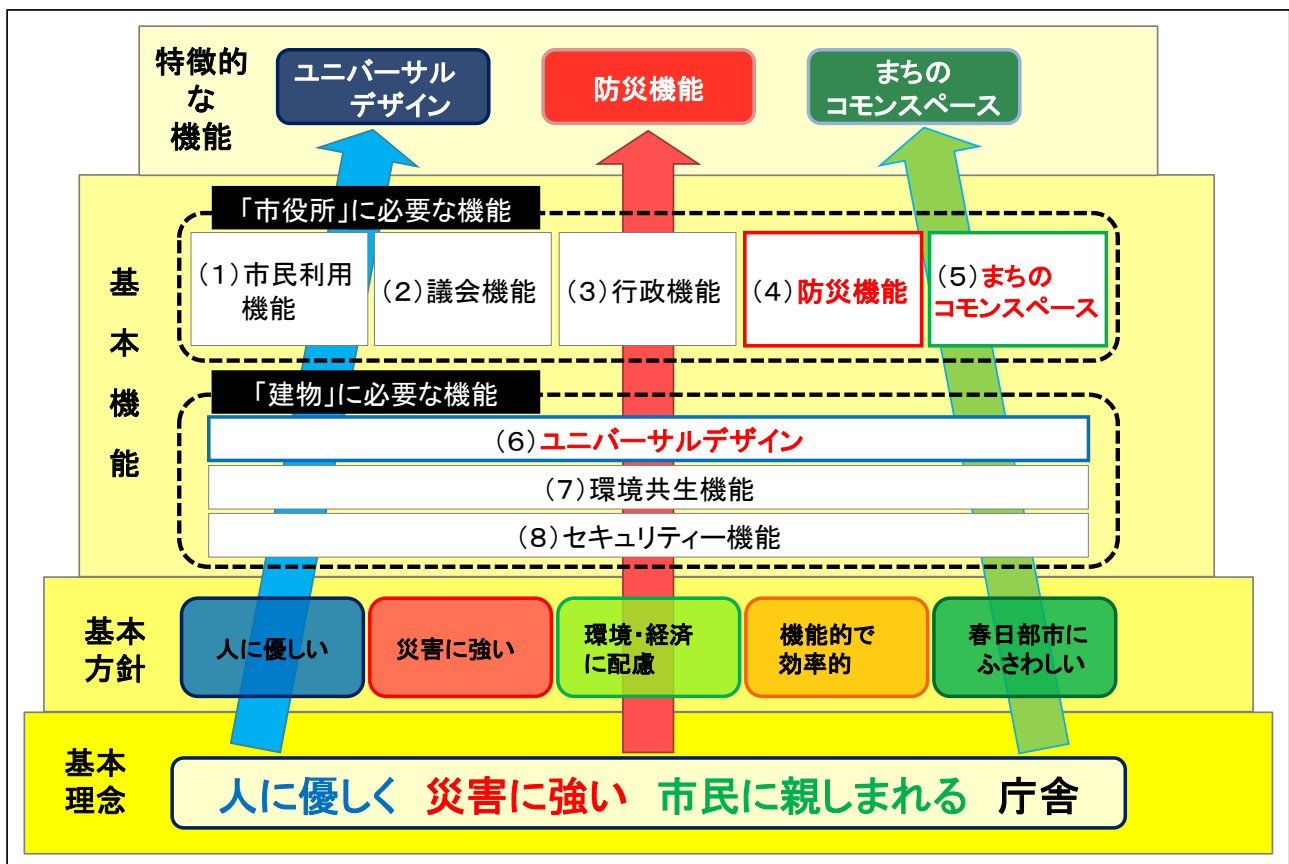 特徴的
な
機能
ユニバーサル
デザイン
防災機能
まちの
コモンスペース
基
本
機
能
「市役所」に必要な機能
（１）市民利用
機能
（２）議会機能
（３）行政機能
（４）防災機能
（５）まちの
コモンスペース
「建物」に必要な機能
（６）ユニバーサルデザイン
（７）環境共生機能
（８）セキュリティー機能
基本
方針
人に優しい
災害に強い
環境・経済
に配慮
機能的で
効率的
春日部市に
ふさわしい
基本
理念
人に優しく 災害に強い 市民に親しまれる 庁舎